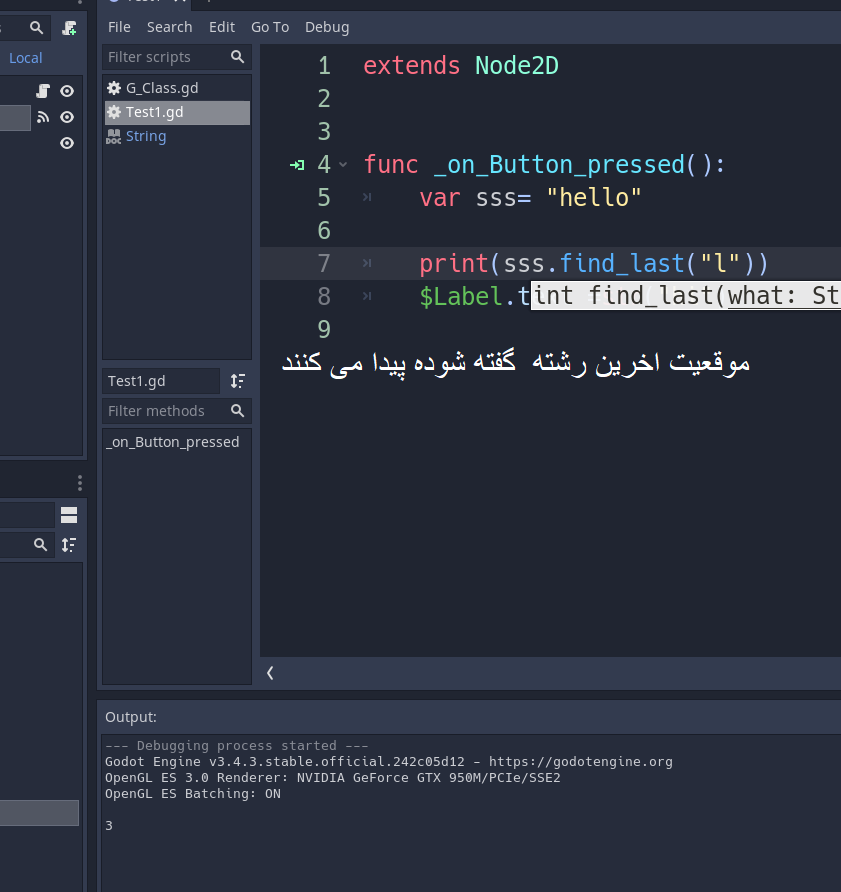 File Search Edit Go To Debug
Local
Filter scripts
G_Class.gd
Test1.gd
DOC String
Test1.gd
Filter methods
_on_Button_pressed
1 extends Node2D
2
3
4 func _on_Button_pressed():
5 var sss= "hello"
6
7 print(sss.find_last("l"))
8 $Label.t
int find_last(what: St
9
موقعیت اخرین رشته گفته شوده پیدا می کنند
Output:
--- Debugging process started ---
Godot Engine v3.4.3.stable.official.242c05d12 - https://godotengine.org
OpenGL ES 3.0 Renderer: NVIDIA GeForce GTX 950M/PCIe/SSE2
OpenGL ES Batching: ON
3